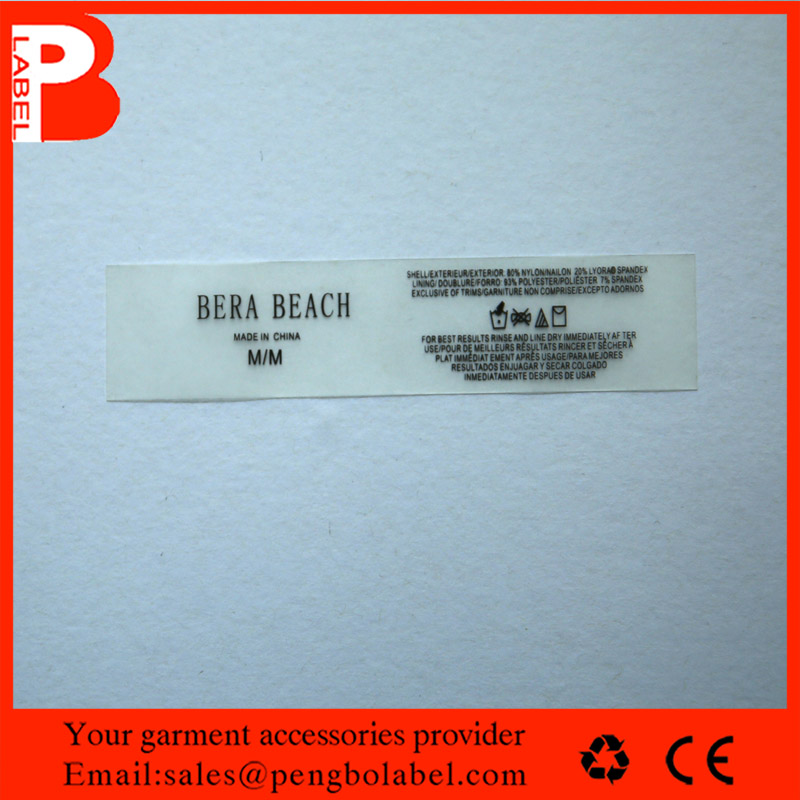 PB
LABEL
BERA BEACH
MADE IN CHINA
M/M
SHELL/EXTERIEUR/EXTERIOR: 80% NYLON/NAILON 20% LYORA® SPANDEX
LINING/ DOUBLURE/FORRO: 93% POLYESTER/POLIÉSTER 7% SPANDEX
EXCLUSIVE OF TRIMS/GARNITURE NON COMPRISE/EXCEPTO ADORNOS
FOR BEST RESULTS RINSE AND LINE DRY IMMEDIATELY AF TER
USE/POUR DE MEILLEURS RÉSULTATS RINCER ET SÉCHER À
PLAT IMMÉDIAT EMENT APRÈS USAGE/PARA MEJORES
RESULTADOS ENJUAGAR Y SECAR COLGADO
INMEDIATAMENTE DESPUES DE USAR
Your garment accessories provider
Email:sales@pengbolabel.com
CE